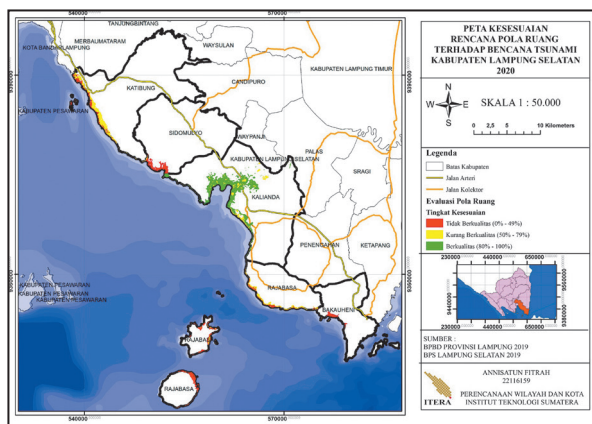 540000
570000
TANJUNGBINTANG
MERBAUMATARAM
KOTA BANDARLAMPUNG
WAYSULAN
KABUPATEN LAMPUNG TIMUR
9390000
9390000
CANDIPURO
KATIBUNG
KABUPATEN PESAWARAN
SIDOMULYO
WAYPANJI
PALAS
KABUPATEN LAMPUNG SELATAN
SRAGI
KALIANDA
PENENGAHAN
KETAPANG
9360000
9360000
KABUPATEN PESAWARAN
KABUPATEN PESAWARAN
KABUPATEN PESAWARAN
RAJABASA
BAKAUHENI
RAJABASA
RAJABASA
540000
570000
PETA KESESUAIAN
RENCANA POLA RUANG
TERHADAP BENCANA TSUNAMI
KABUPATEN LAMPUNG SELATAN
2020
N
W E
S
SKALA 1 : 50.000
0 2,5 5 10 Kilometers
Legenda
Batas Kabupaten
Jalan Arteri
Jalan Kolektor
Evaluasi Pola Ruang
Tingkat Kesesuaian
Tidak Berkualitas (0% - 49%)
Kurang Berkualitas (50% - 79%)
Berkualitas (80% - 100%)
230000 440000 650000
9440000
230000 440000 650000
SUMBER :
BPBD PROVINSI LAMPUNG 2019
BPS LAMPUNG SELATAN 2019
ANNISATUN FITRAH
22116159
PERENCANAAN WILAYAH DAN KOTA
INSTITUT TEKNOLOGI SUMATERA
ITERA